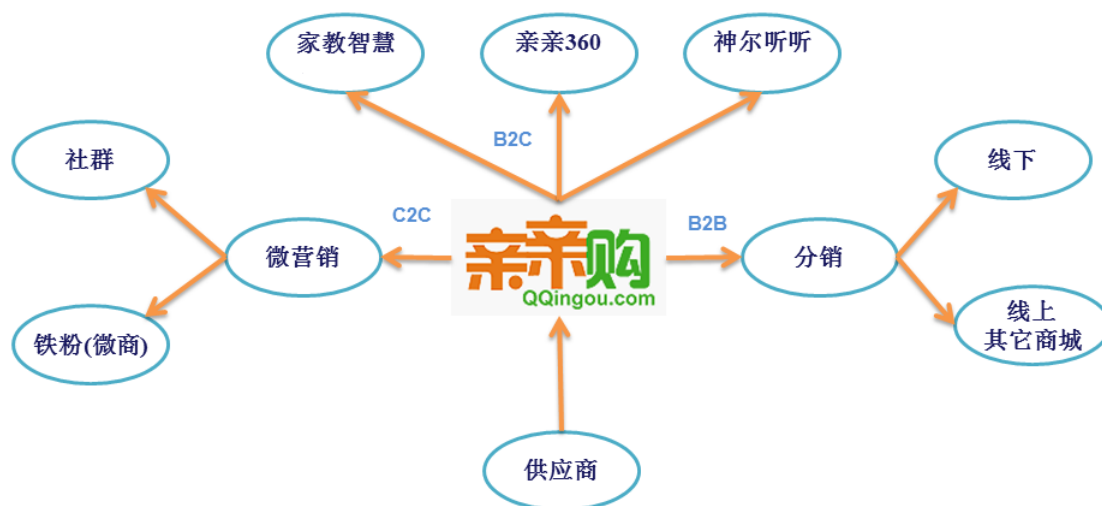 家教智慧
亲亲360
神尔听听
B2C
社群
线下
C2C
B2B
微营销
亲亲购
QQingou.com
分销
铁粉(微商)
线上
其它商城
供应商